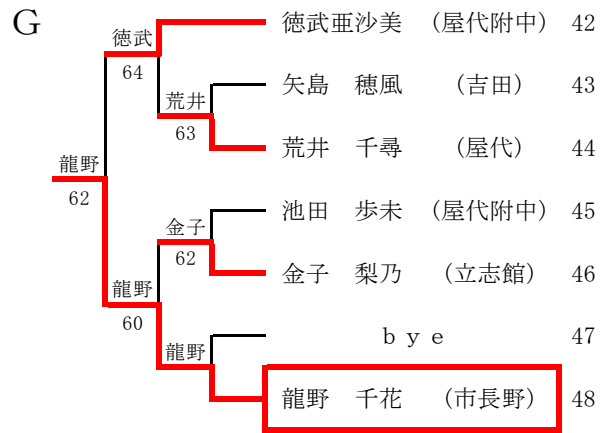 G
徳武亜沙美 (屋代附中) 42
徳武
64
矢島 穂風 (吉田) 43
荒井
63
荒井 千尋 (屋代) 44
龍野
62
池田 歩未 (屋代附中) 45
金子
62
金子 梨乃 (立志館) 46
龍野
60
bye 47
龍野
龍野 千花 (市長野) 48